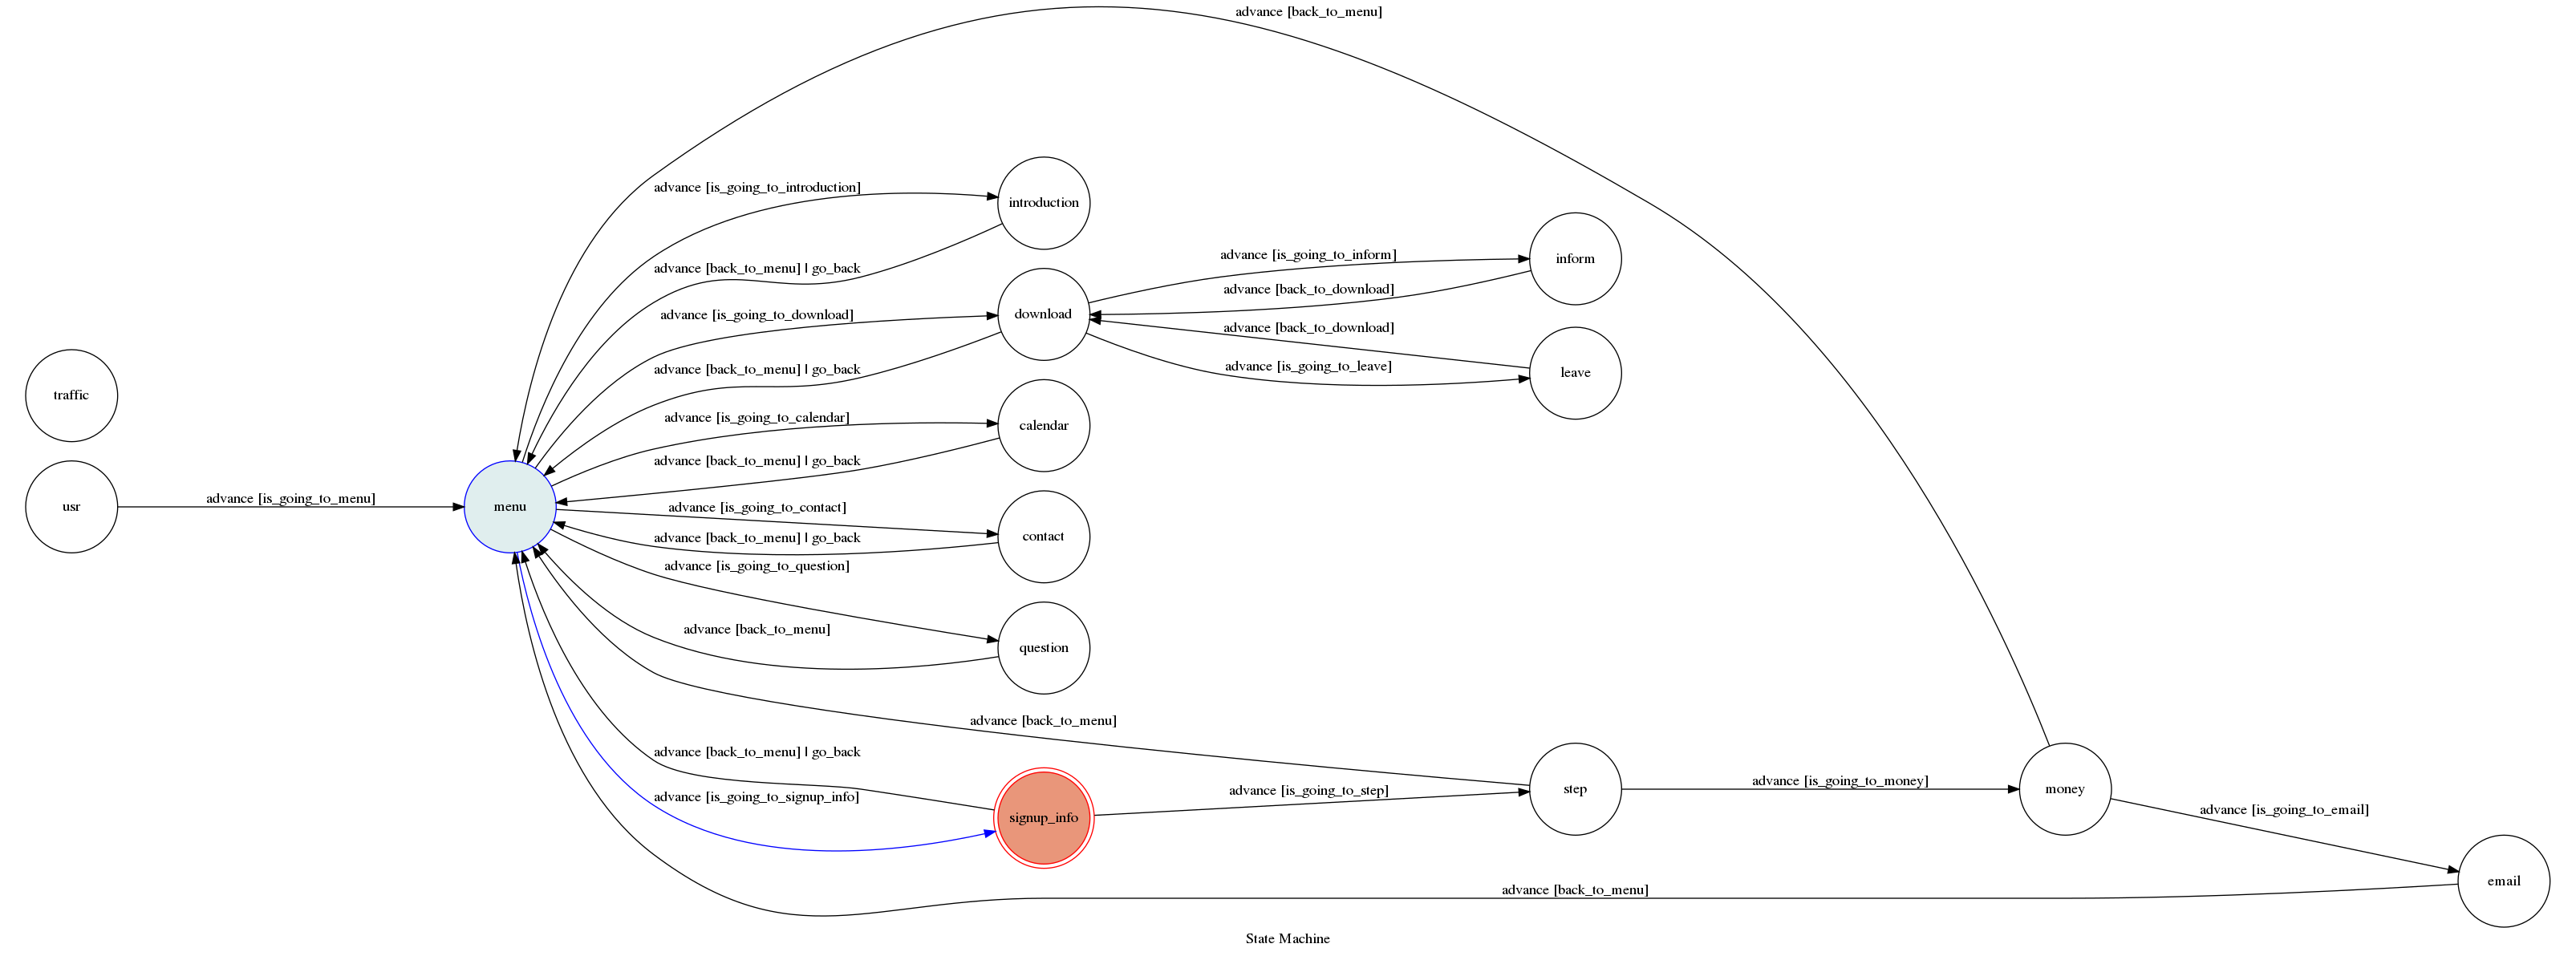 advance [back_to_menu]
advance [is_going_to_introduction]
introduction
advance [back_to_menu] | go_back
advance [is_going_to_inform]
inform
advance [back_to_download]
advance [is_going_to_download]
download
advance [back_to_download]
advance [back_to_menu] | go_back
advance [is_going_to_leave]
leave
traffic
advance [is_going_to_calendar]
calendar
advance [back_to_menu] | go_back
usr
advance [is_going_to_menu]
menu
advance [is_going_to_contact]
contact
advance [back_to_menu] | go_back
advance [is_going_to_question]
advance [back_to_menu]
question
advance [back_to_menu]
advance [back_to_menu] | go_back
advance [is_going_to_signup_info]
signup_info
advance [is_going_to_step]
step
advance [is_going_to_money]
money
advance [is_going_to_email]
email
advance [back_to_menu]
State Machine